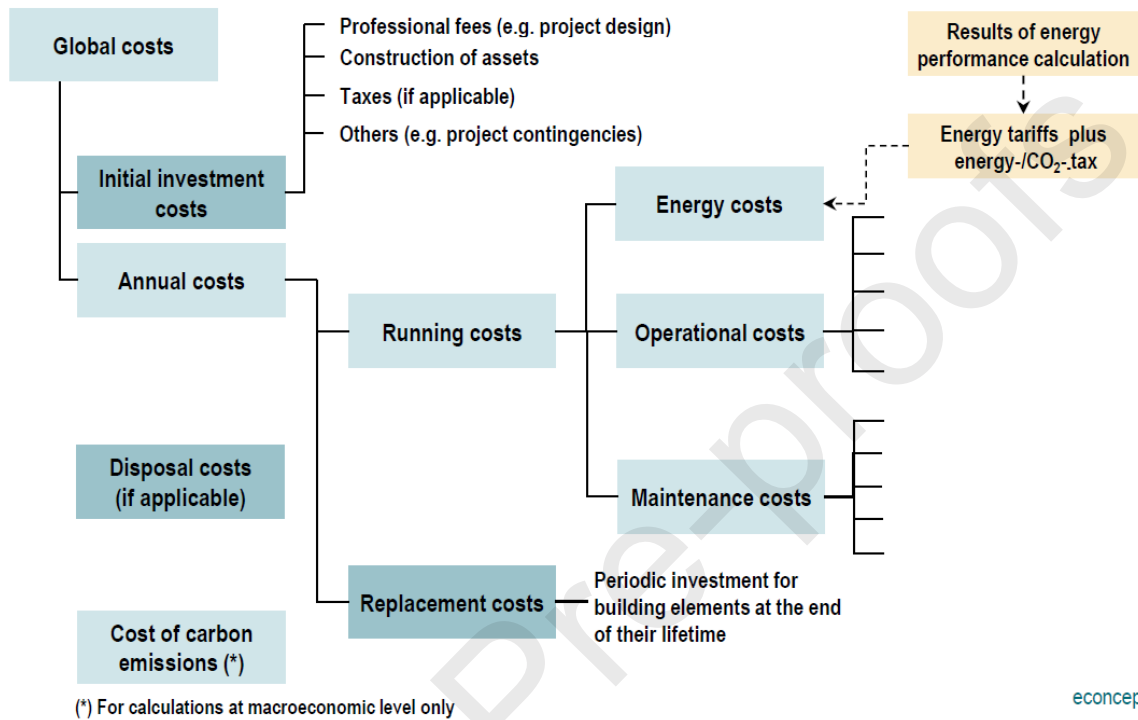 Global costs
Professional fees (e.g. project design)
Construction of assets
Taxes (if applicable)
Others (e.g. project contingencies)
Results of energy
performance calculation
Energy tariffs plus
energy-/CO₂-.tax
Initial investment
costs
Energy costs
Annual costs
Running costs
Operational costs
Disposal costs
(if applicable)
Maintenance costs
Replacement costs
Periodic investment for
building elements at the end
of their lifetime
Cost of carbon
emissions (*)
(*) For calculations at macroeconomic level only
econcep
Pre-proofs